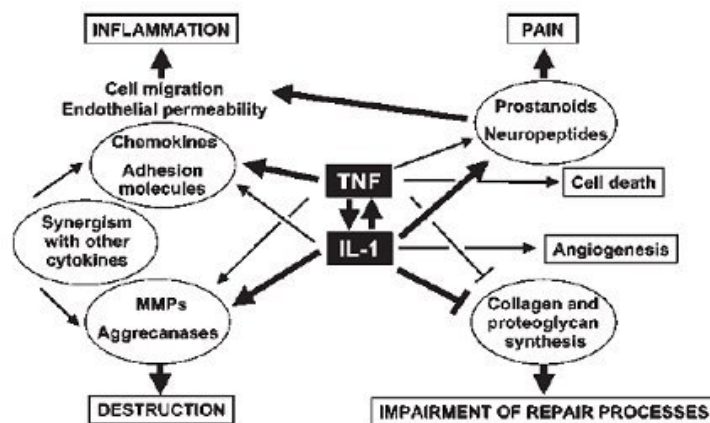 INFLAMMATION
PAIN
Cell migration
Endothelial permeability
Prostanoids
Neuropeptides
Chemokines
Adhesion
molecules
TNF
Cell death
Synergism
with other
cytokines
IL-1
Angiogenesis
MMPs
Aggrecanases
Collagen and
proteoglycan
synthesis
DESTRUCTION
IMPAIRMENT OF REPAIR PROCESSES